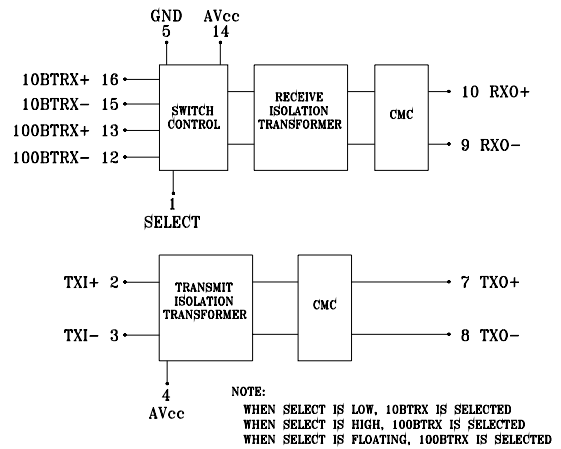 GND AVcc
5 14
10BTRX+ 16
10BTRX- 15
100BTRX+ 13
100BTRX- 12
SWITCH
CONTROL
RECEIVE
ISOLATION
TRANSFORMER
CMC
10 RXO+
9 RXO-
1
SELECT
TXI+ 2
TXI- 3
TRANSMIT
ISOLATION
TRANSFORMER
CMC
7 TXO+
8 TXO-
4
AVcc
NOTE:
WHEN SELECT IS LOW, 10BTRX IS SELECTED
WHEN SELECT IS HIGH, 100BTRX IS SELECTED
WHEN SELECT IS FLOATING, 100BTRX IS SELECTED